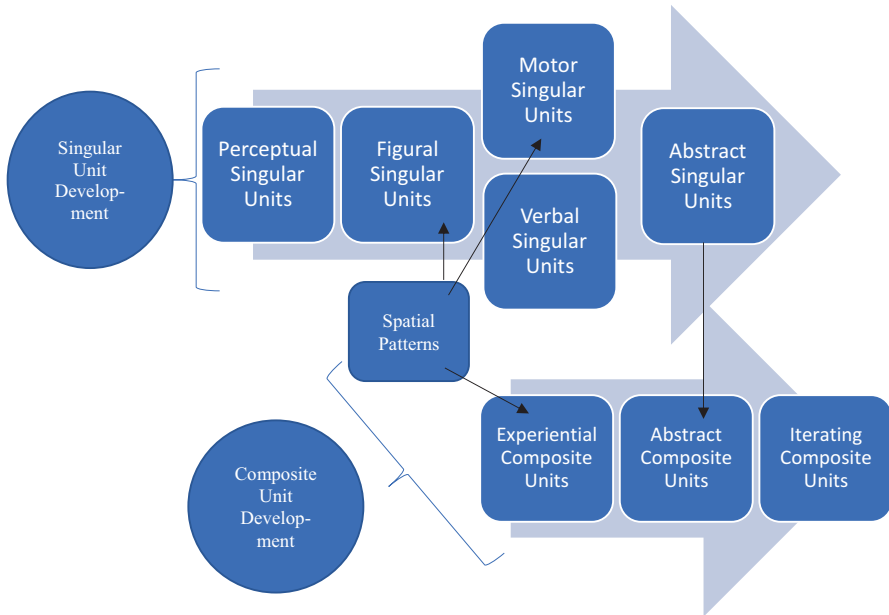 Singular
Unit
Develop-
ment
Perceptual
Singular
Units
Figural
Singular
Units
Motor
Singular
Units
Verbal
Singular
Units
Abstract
Singular
Units
Spatial
Patterns
Composite
Unit
Develop-
ment
Experiential
Composite
Units
Abstract
Composite
Units
Iterating
Composite
Units